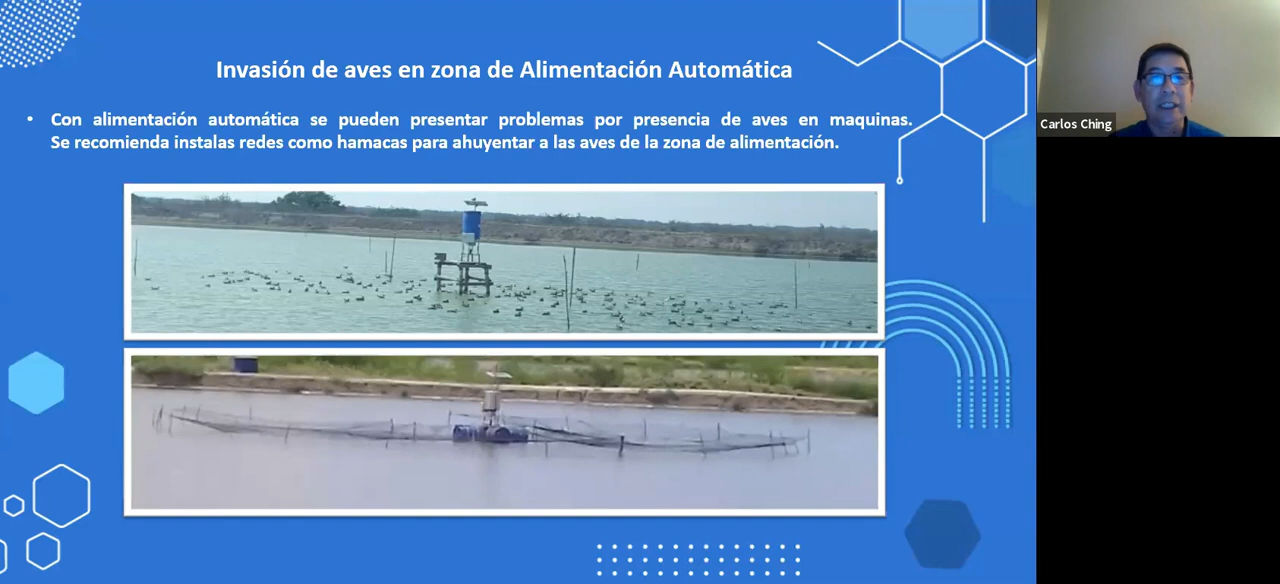 Invasión de aves en zona de Alimentación Automática
• Con alimentación automática se pueden presentar problemas por presencia de aves en maquinas.
Se recomienda instalas redes como hamacas para ahuyentar a las aves de la zona de alimentación.
Carlos Ching